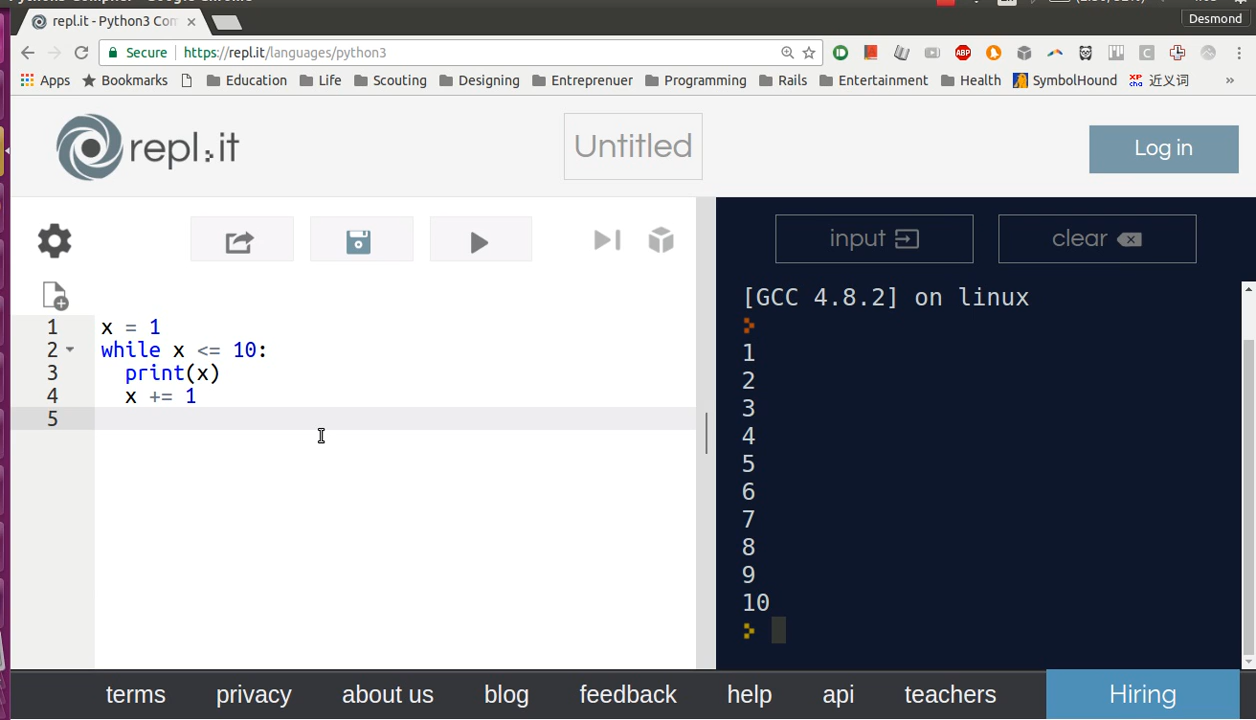 Desmond
repl.it - Python3 Com
Secure https://repl.it/languages/python3
ABP
Apps Bookmarks Education Life Scouting Designing Entreprenuer Programming Rails Entertainment Health SymbolHound 近义词 »
repl.it Untitled Log in
input clear
[GCC 4.8.2] on linux
1 x = 1
2 while x <= 10:
3 print(x)
4 x += 1
5
1
2
3
4
5
6
7
8
9
10
terms privacy about us blog feedback help api teachers Hiring